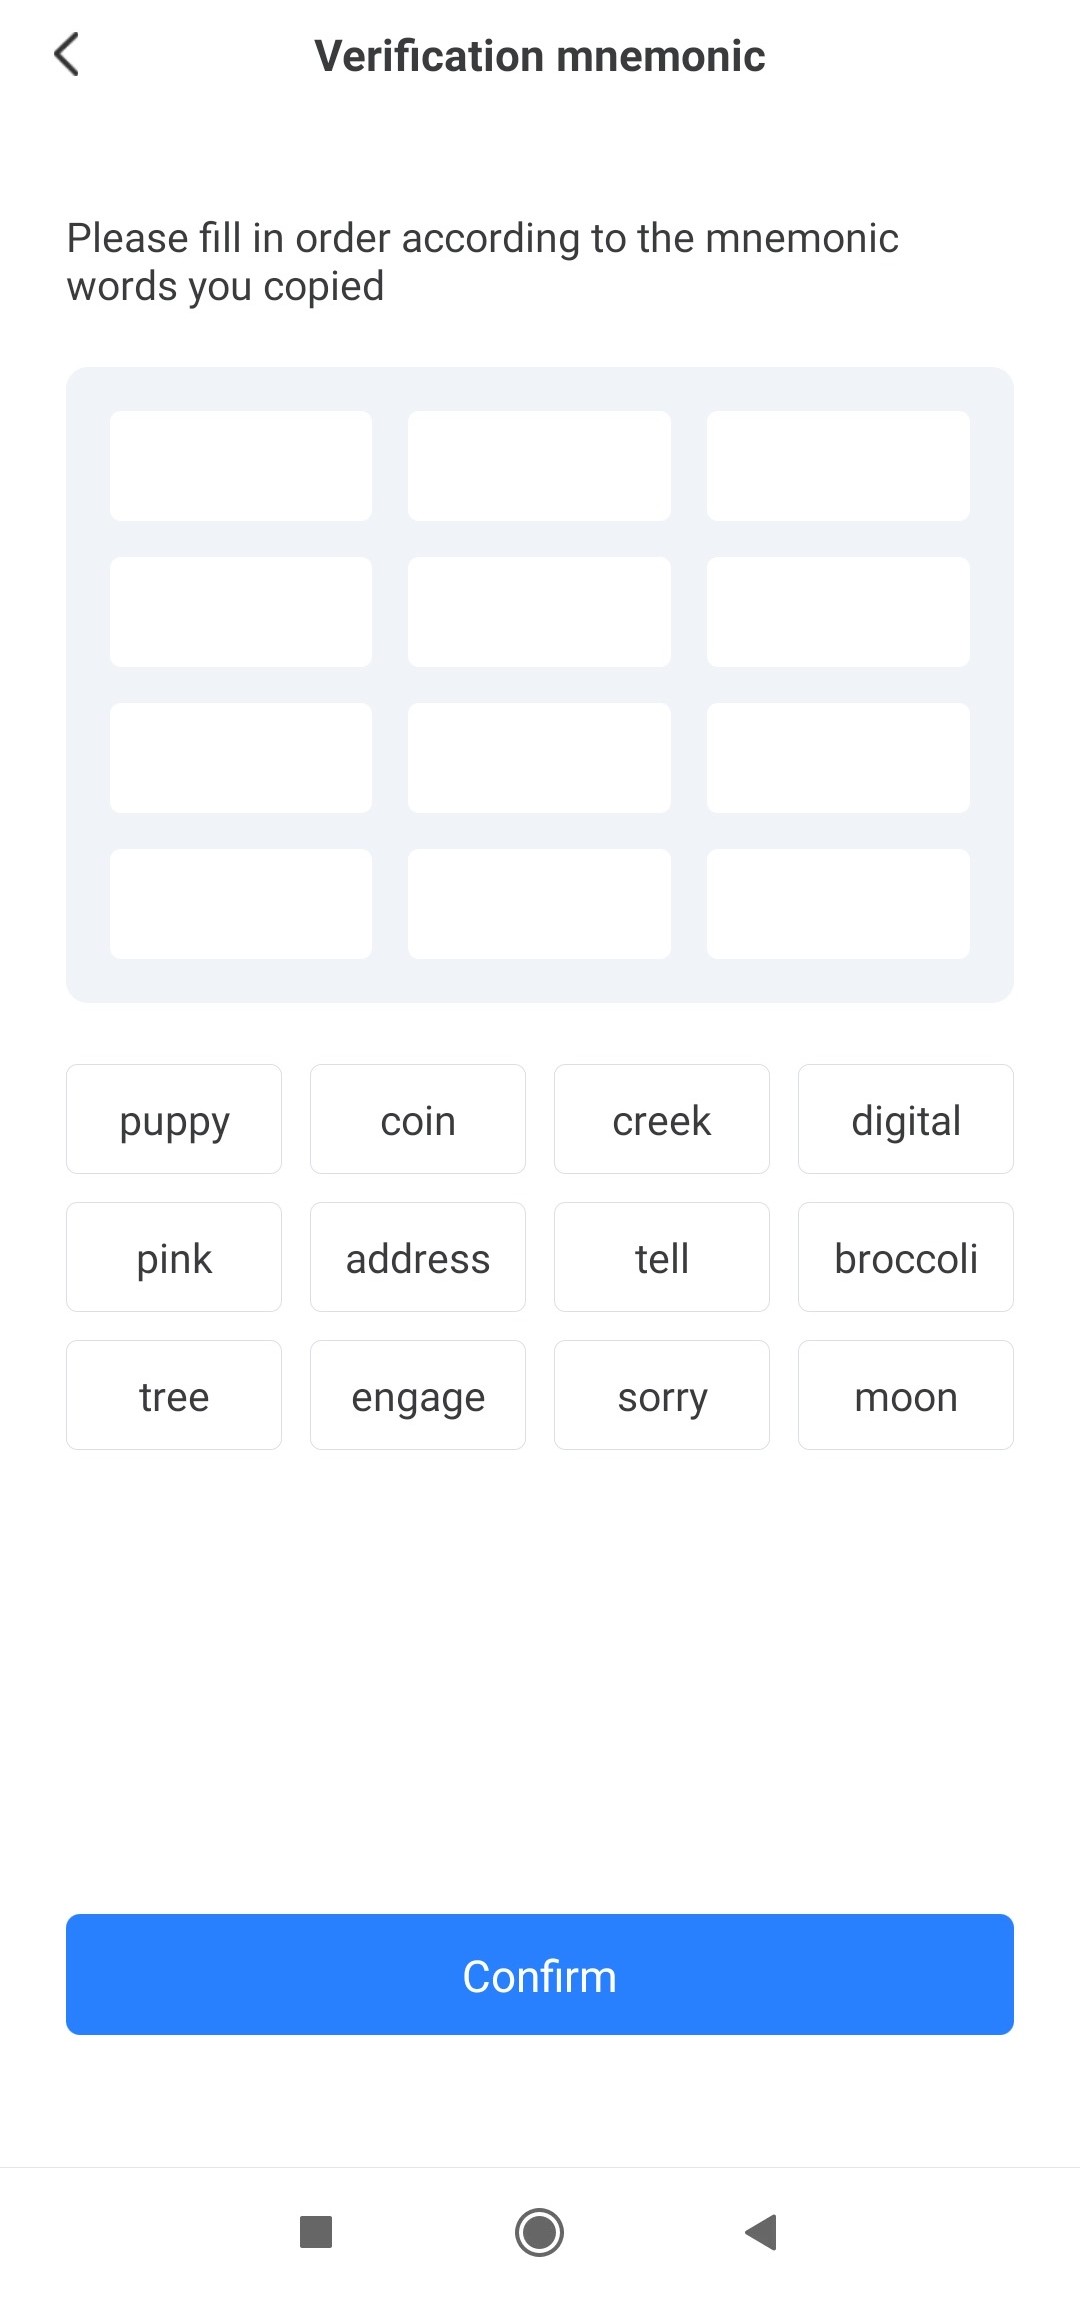 Verification mnemonic
Please fill in order according to the mnemonic
words you copied
puppy coin creek digital
pink address tell broccoli
tree engage sorry moon
Confirm